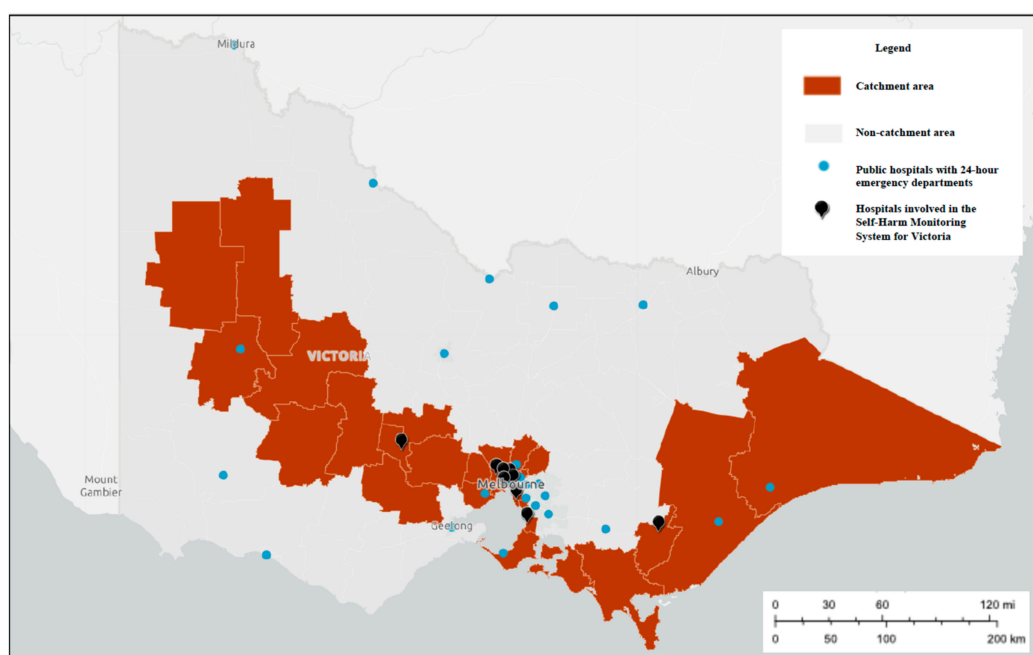 Mildura
Legend
Catchment area
Non-catchment area
Public hospitals with 24-hour
emergency departments
Hospitals involved in the
Self-Harm Monitoring
System for Victoria
Albury
VICTORIA
Mount
Gambier
Melbourne
Geelong
0 30 60 120 mi
0 50 100 200 km